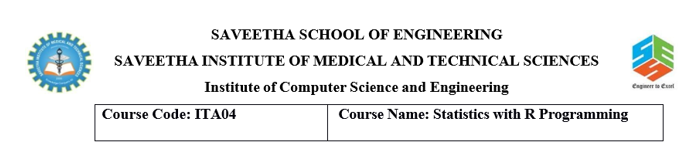 SAVEETHA SCHOOL OF ENGINEERING
SAVEETHA INSTITUTE OF MEDICAL AND TECHNICAL SCIENCES
Institute of Computer Science and Engineering
Engineer to Excel
Course Code: ITA04
Course Name: Statistics with R Programming